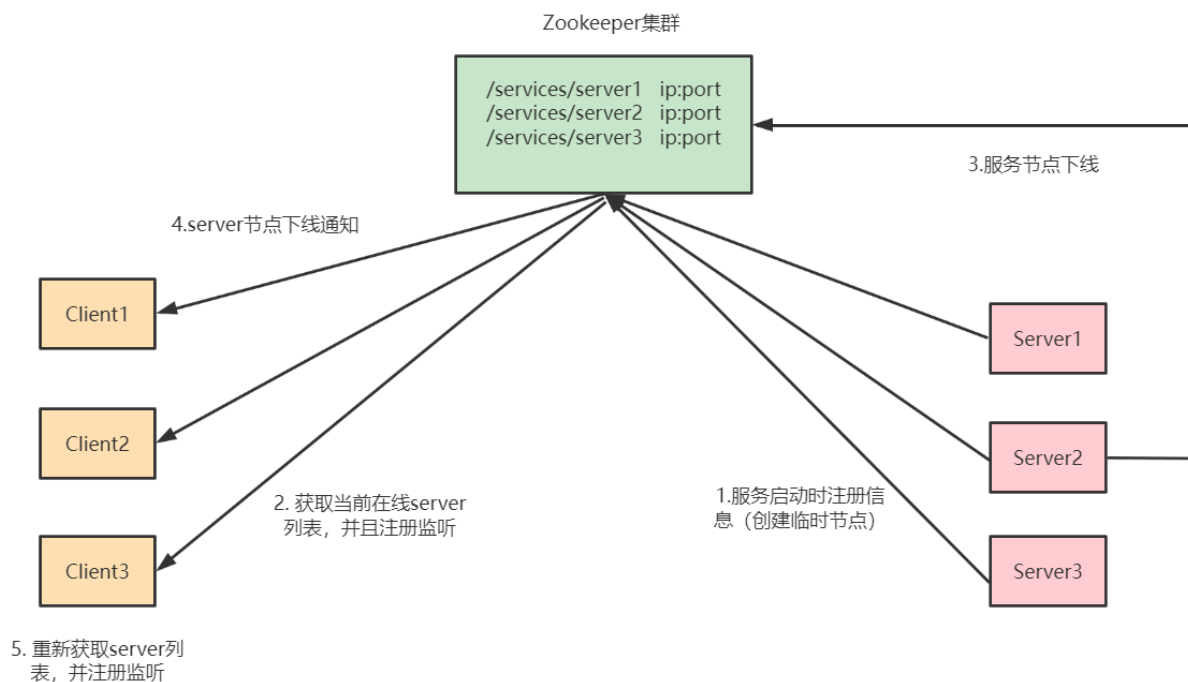 Zookeeper集群
/services/server1 ip:port
/services/server2 ip:port
/services/server3 ip:port
3.服务节点下线
4.server节点下线通知
Client1
Server1
Client2
Server2
2. 获取当前在线server
列表，并且注册监听
1.服务启动时注册信
息（创建临时节点）
Client3
Server3
5. 重新获取server列
表，并注册监听